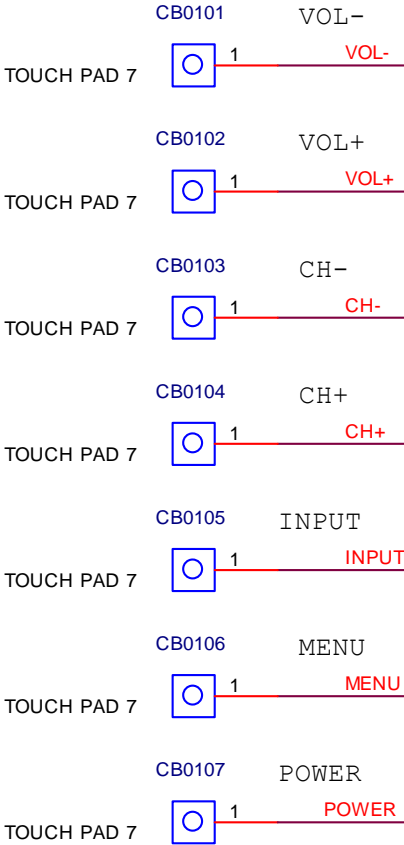 CB0101 VOL-
1 VOL-
TOUCH PAD 7
CB0102 VOL+
1 VOL+
TOUCH PAD 7
CB0103 CH-
1 CH-
TOUCH PAD 7
CB0104 CH+
1 CH+
TOUCH PAD 7
CB0105 INPUT
1 INPUT
TOUCH PAD 7
CB0106 MENU
1 MENU
TOUCH PAD 7
CB0107 POWER
1 POWER
TOUCH PAD 7